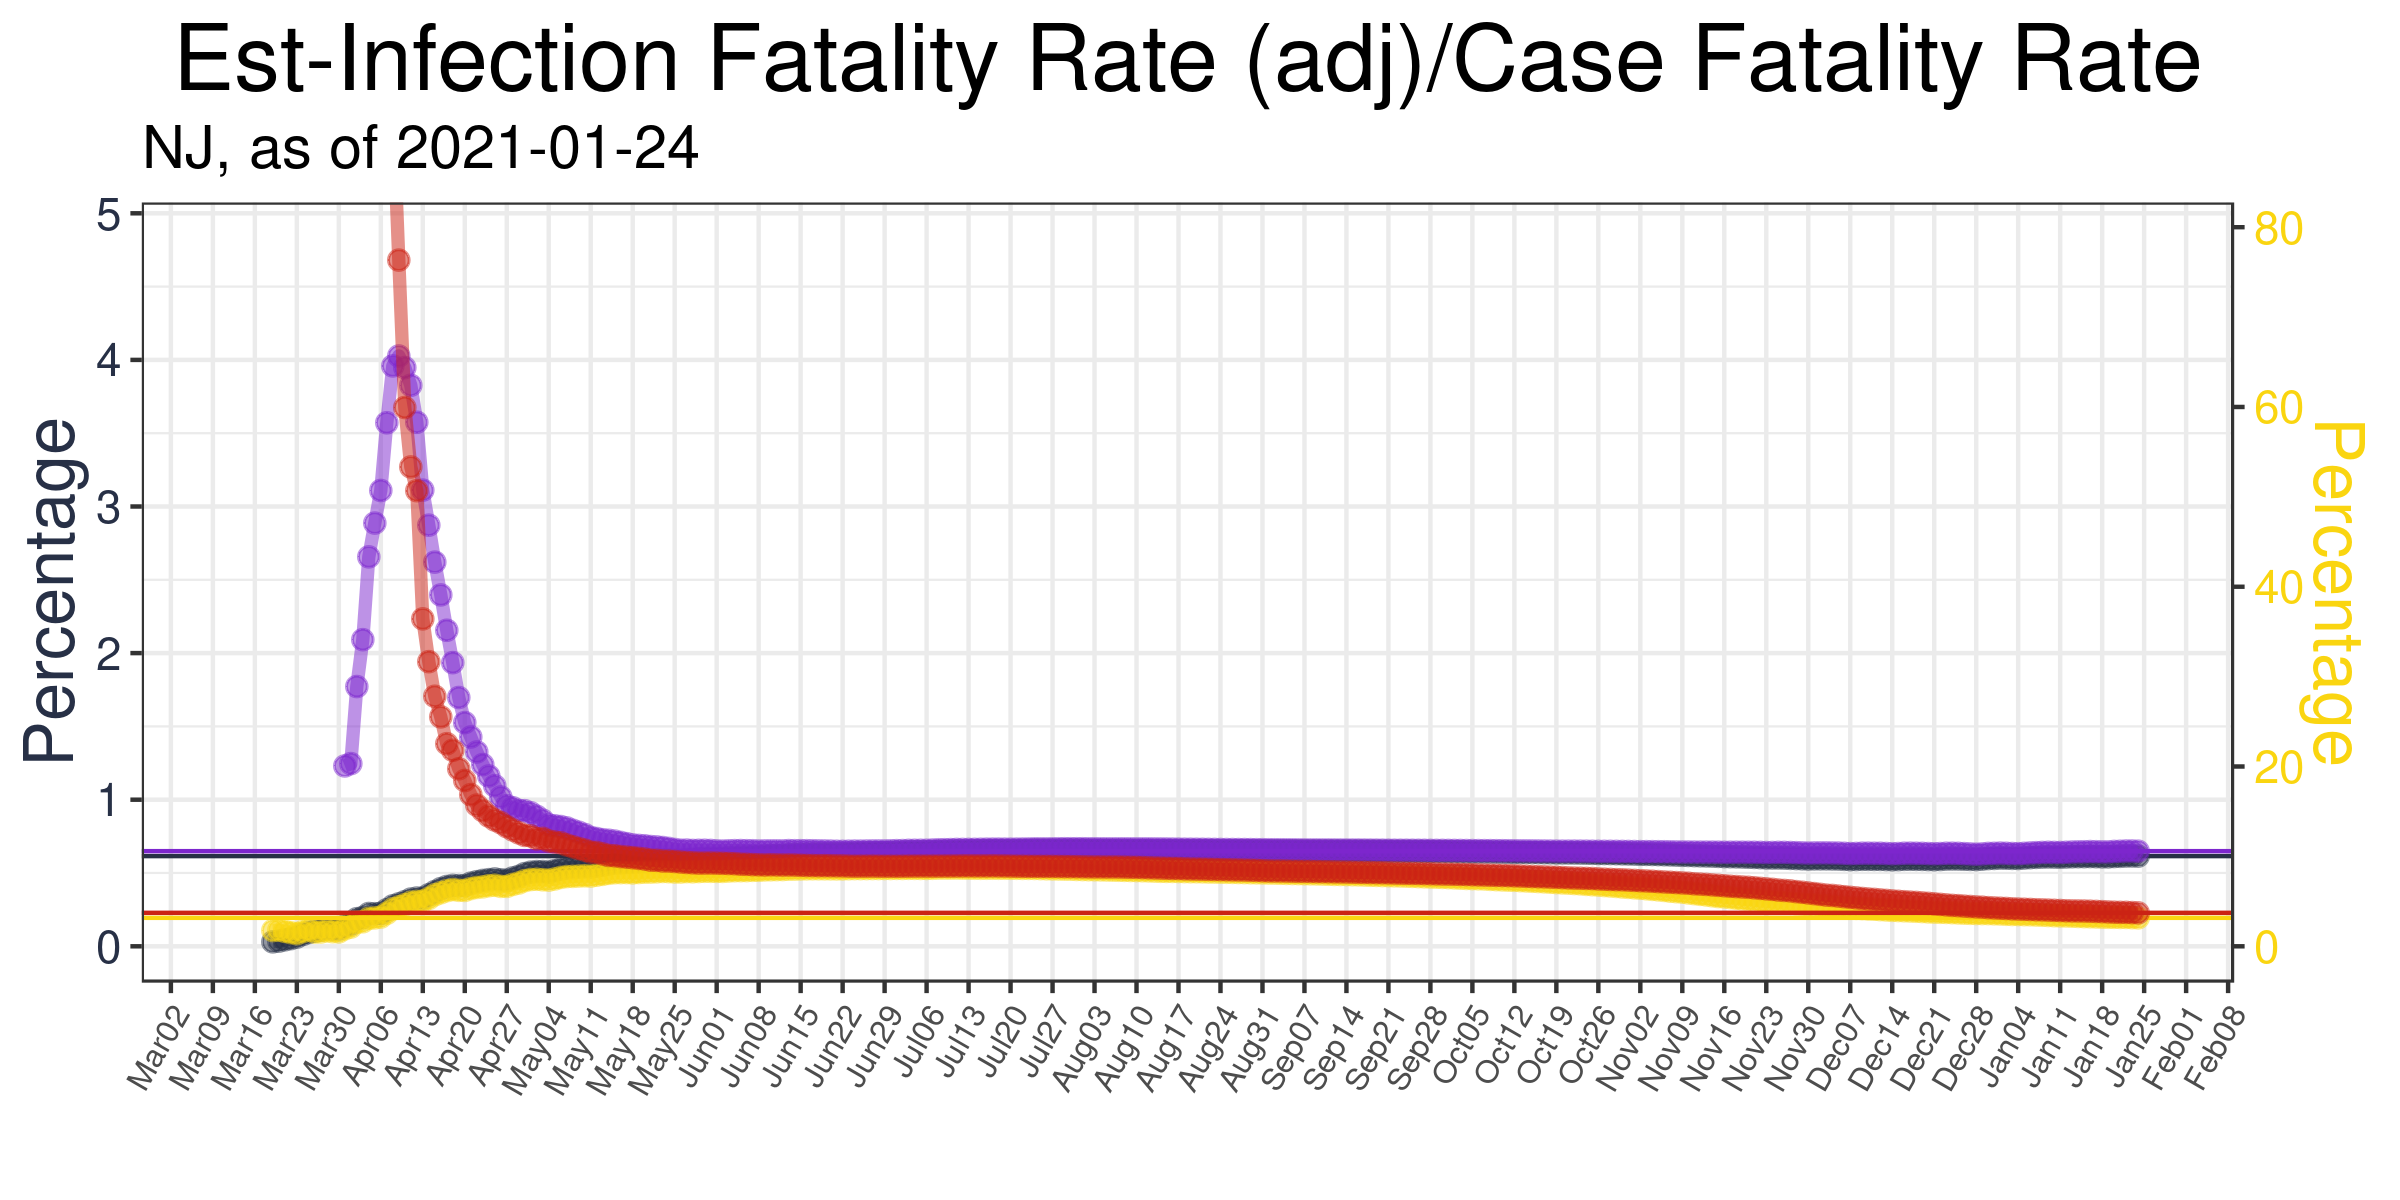 Est-Infection Fatality Rate (adj)/Case Fatality Rate
NJ, as of 2021-01-24
Percentage
5
4
3
2
1
0
80
60
40
20
0
Percentage
Mar02
Mar09
Mar16
Mar23
Mar30
Apr06
Apr13
Apr20
Apr27
May04
May11
May18
May25
Jun01
Jun08
Jun15
Jun22
Jun29
Jul06
Jul13
Jul20
Jul27
Aug03
Aug10
Aug17
Aug24
Aug31
Sep07
Sep14
Sep21
Sep28
Oct05
Oct12
Oct19
Oct26
Nov02
Nov09
Nov16
Nov23
Nov30
Dec07
Dec14
Dec21
Dec28
Jan04
Jan11
Jan18
Jan25
Feb01
Feb08